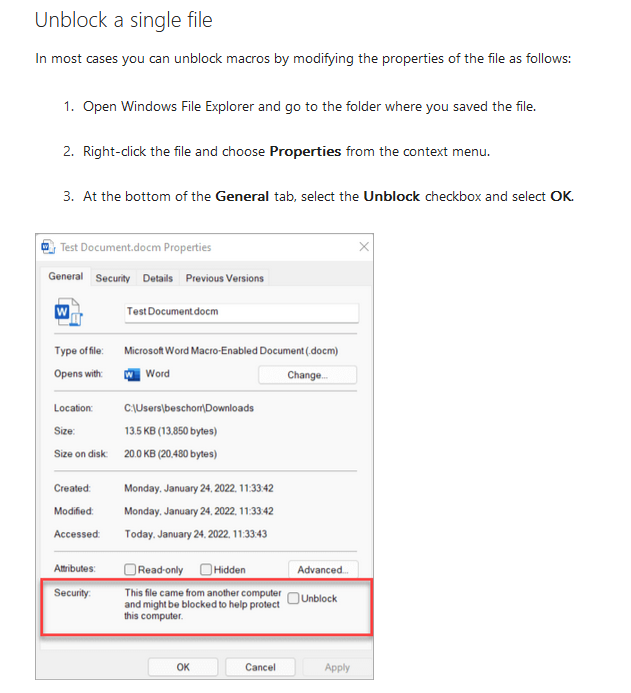 Unblock a single file
In most cases you can unblock macros by modifying the properties of the file as follows:
1. Open Windows File Explorer and go to the folder where you saved the file.
2. Right-click the file and choose Properties from the context menu.
3. At the bottom of the General tab, select the Unblock checkbox and select OK.
Test Document.docm Properties
General Security Details Previous Versions
Test Document.docm
Type of file: Microsoft Word Macro-Enabled Document (.docm)
Opens with: Word Change...
Location: C:\Users\beschorr\Downloads
Size: 13.5 KB (13,850 bytes)
Size on disk: 20.0 KB (20,480 bytes)
Created: Monday, January 24, 2022, 11:33:42
Modified: Monday, January 24, 2022, 11:33:42
Accessed: Today, January 24, 2022, 11:33:43
Attributes: Read-only Hidden Advanced...
Security: This file came from another computer
and might be blocked to help protect
this computer.
Unblock
OK Cancel Apply